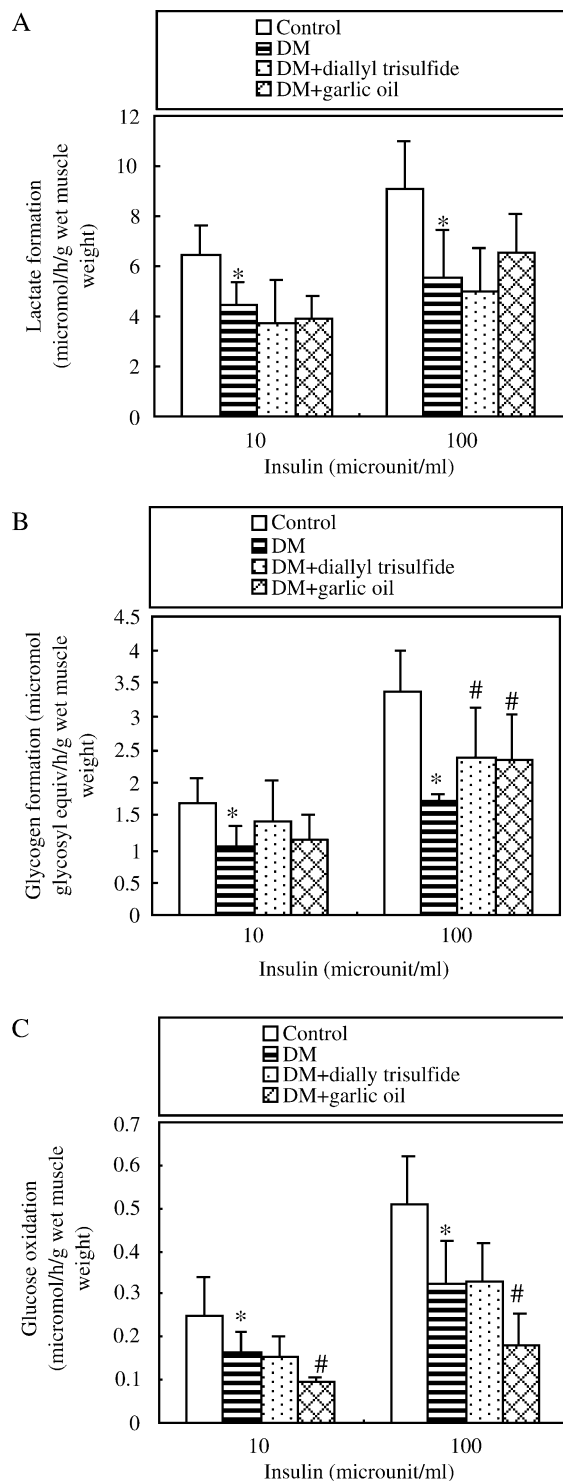 A
Control
DM
DM+diallyl trisulfide
DM+garlic oil
Lactate formation
(micromol/h/g wet muscle
weight)
12
10
8
6
4
2
0
*
*
10
100
Insulin (microunit/ml)
B
Control
DM
DM+diallyl trisulfide
DM+garlic oil
Glycogen formation (micromol
glycosyl equiv/h/g wet muscle
weight)
4.5
4
3.5
3
2.5
2
1.5
1
0.5
0
*
*
#
#
10
100
Insulin (microunit/ml)
C
Control
DM
DM+dially trisulfide
DM+garlic oil
Glucose oxidation
(micromol/h/g wet muscle
weight)
0.7
0.6
0.5
0.4
0.3
0.2
0.1
0
*
#
*
#
10
100
Insulin (microunit/ml)